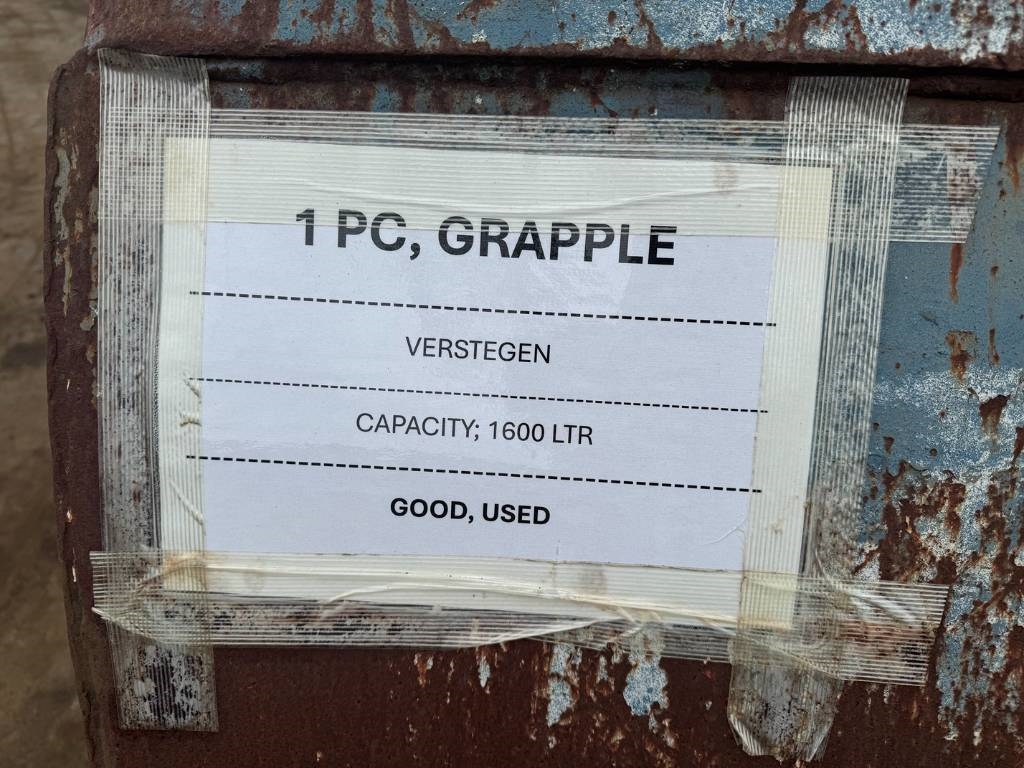 1 PC, GRAPPLE
VERSTEGEN
CAPACITY; 1600 LTR
GOOD, USED